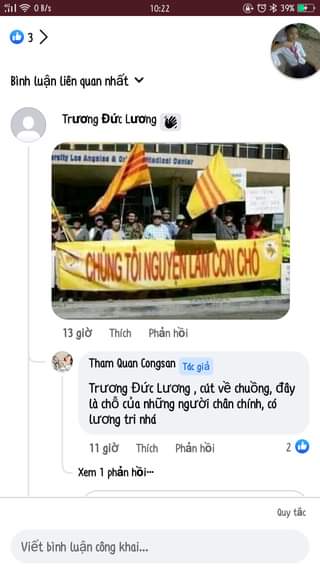 0 B/s
10:22
39%
3
Bình luận liên quan nhất
Trương Đức Lương
ersity Los Angeles & O Medical Center
CHÚNG TÔI NGUYỆN LÀM CON CHÓ
13 giờ Thích Phản hồi
Tham Quan Congsan Tác giả
Trương Đức Lương , cút về chuồng, đây
là chỗ của những người chân chính, có
lương tri nhá
11 giờ Thích Phản hồi 2
Xem 1 phản hồi...
Quy tắc
Viết bình luận công khai...